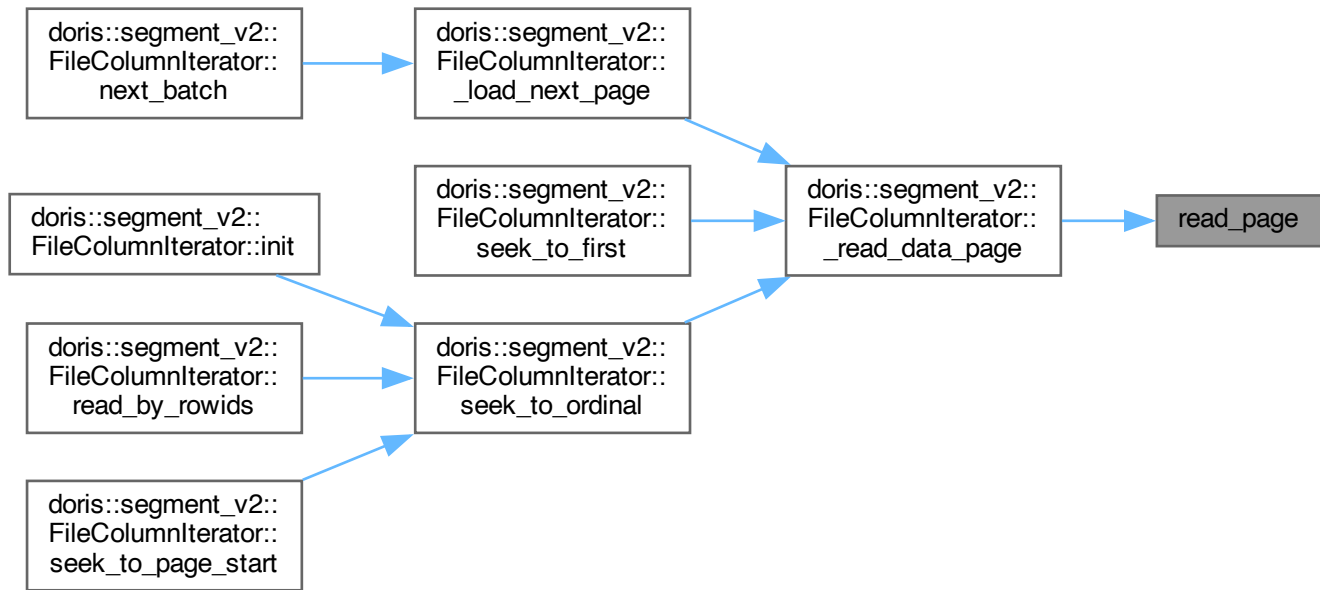 doris::segment_v2::
FileColumnIterator::
next_batch
doris::segment_v2::
FileColumnIterator::
_load_next_page
doris::segment_v2::
FileColumnIterator::init
doris::segment_v2::
FileColumnIterator::
seek_to_first
doris::segment_v2::
FileColumnIterator::
_read_data_page
read_page
doris::segment_v2::
FileColumnIterator::
read_by_rowids
doris::segment_v2::
FileColumnIterator::
seek_to_ordinal
doris::segment_v2::
FileColumnIterator::
seek_to_page_start